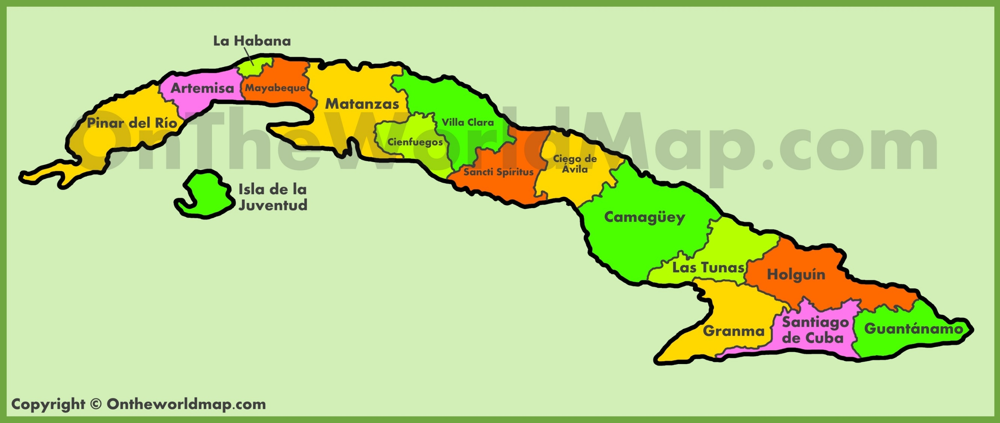 La Habana
Artemisa
Mayabeque
Matanzas
Pinar del Río
Villa Clara
Cienfuegos
OnTheWorldMap.com
Ciego de
Ávila
Sancti Spíritus
Isla de la
Juventud
Camagüey
Las Tunas
Holguín
Santiago
de Cuba
Granma
Guantánamo
Copyright © Ontheworldmap.com